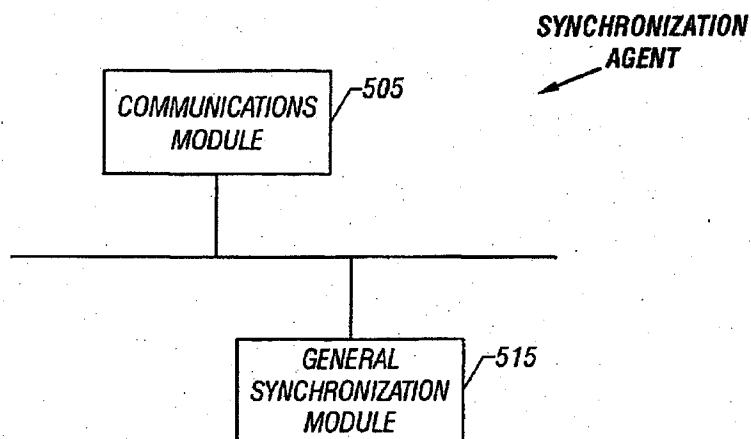 SYNCHRONIZATION
AGENT
COMMUNICATIONS
MODULE
505
GENERAL
SYNCHRONIZATION
MODULE
515